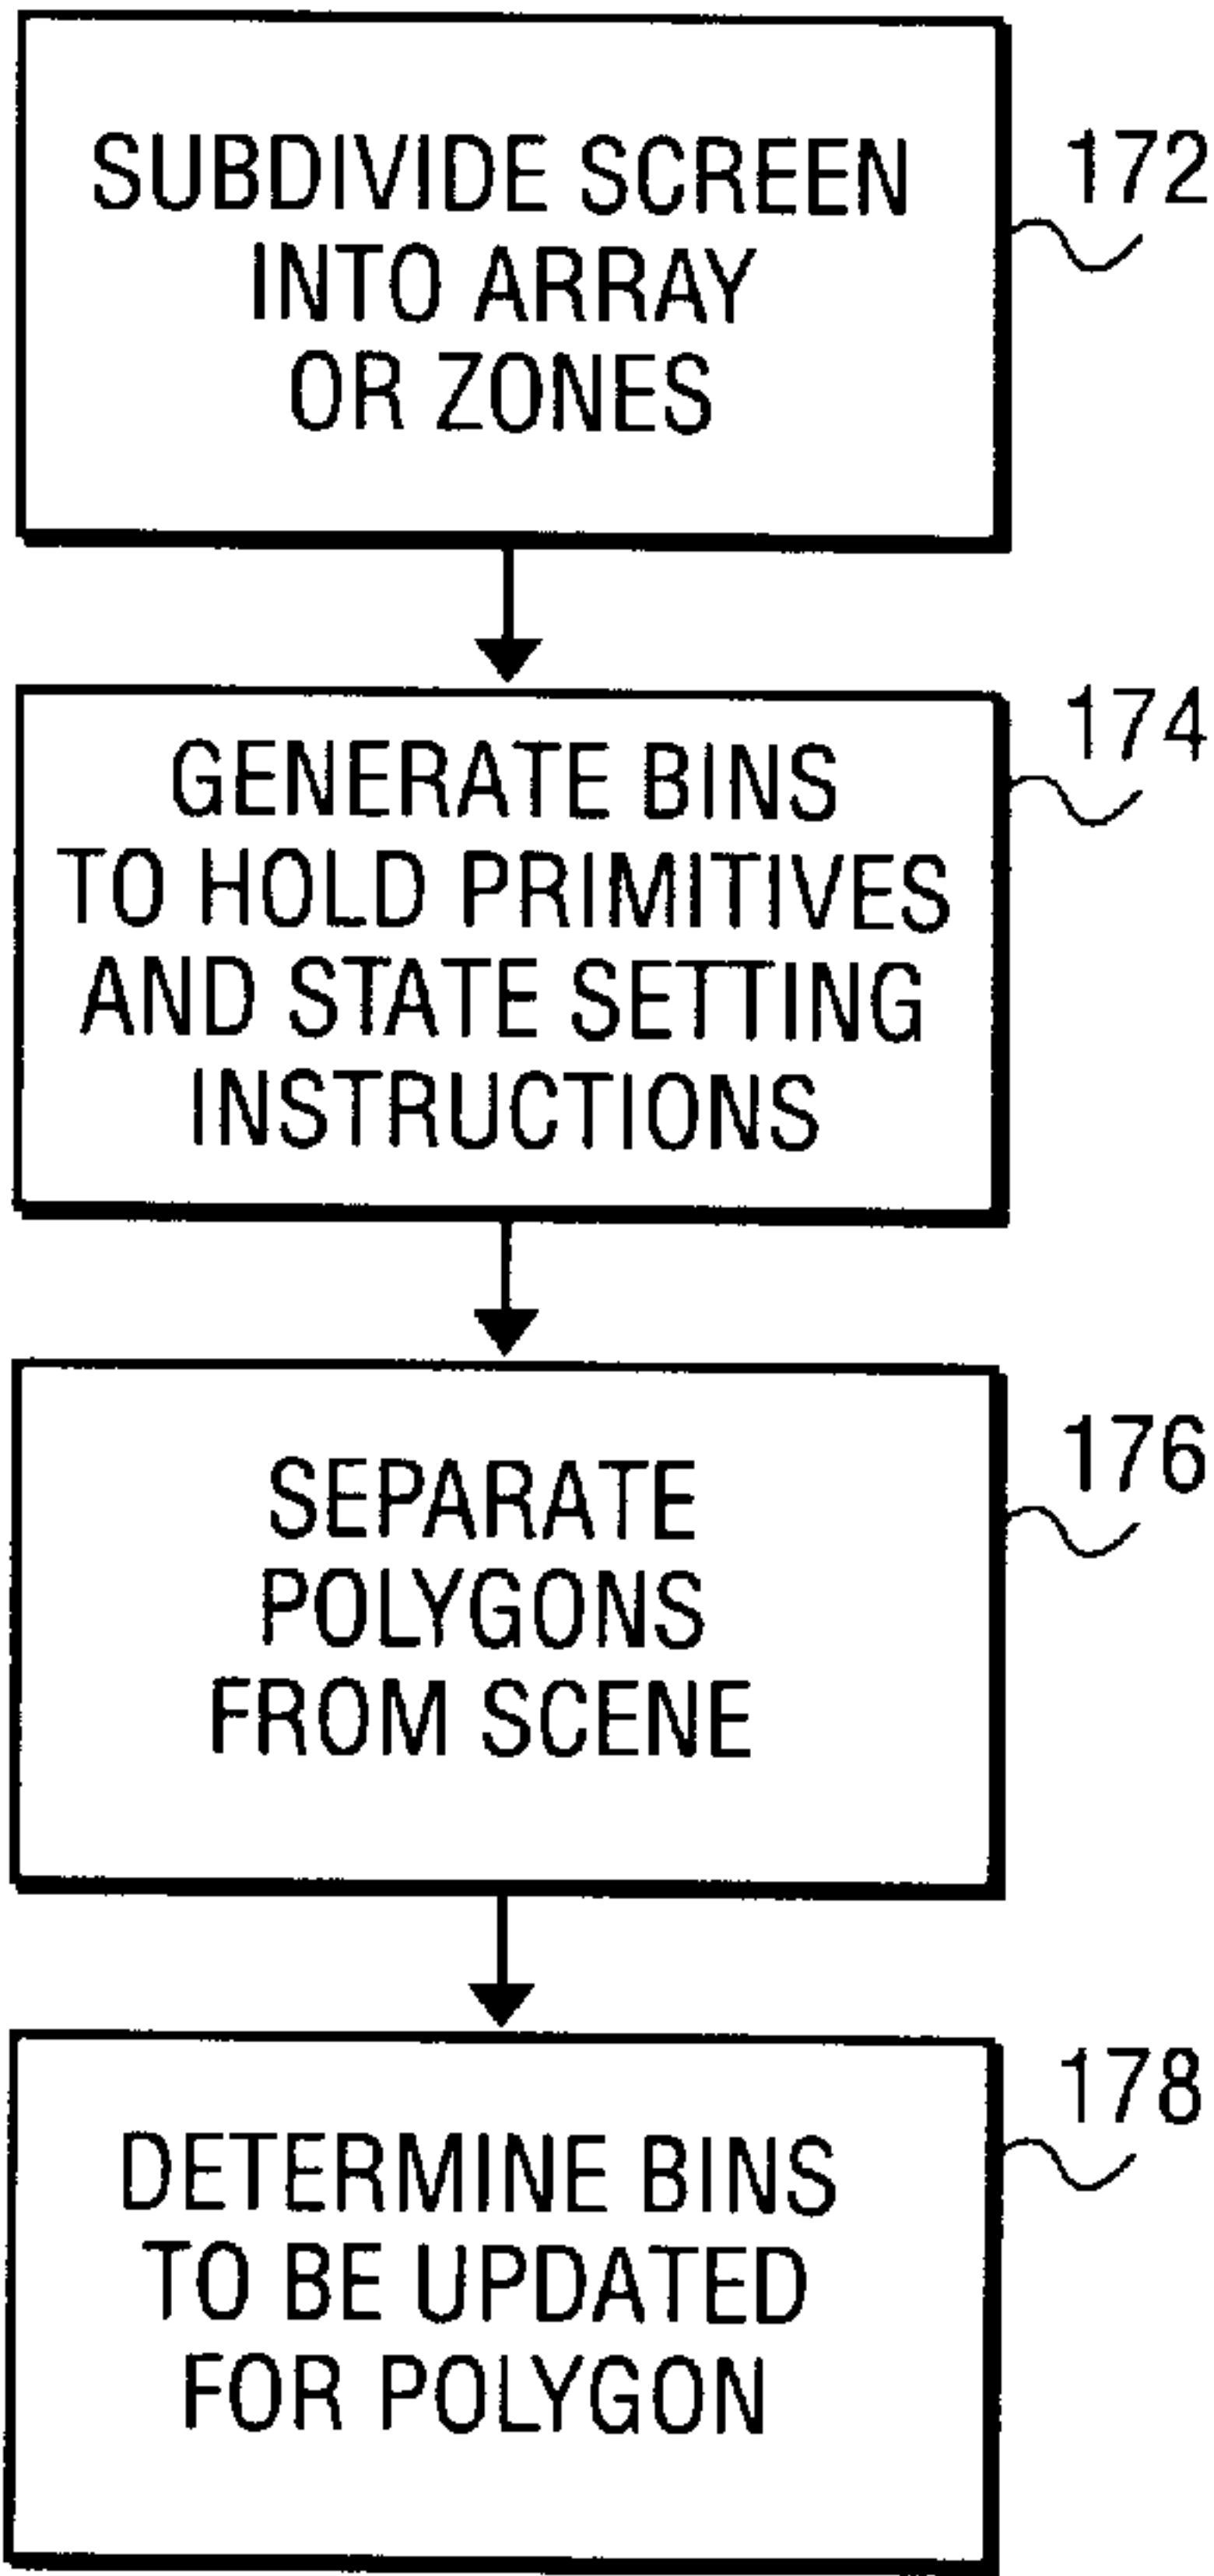 SUBDIVIDE SCREEN
INTO ARRAY
OR ZONES
172
GENERATE BINS
TO HOLD PRIMITIVES
AND STATE SETTING
INSTRUCTIONS
174
SEPARATE
POLYGONS
FROM SCENE
176
DETERMINE BINS
TO BE UPDATED
FOR POLYGON
178